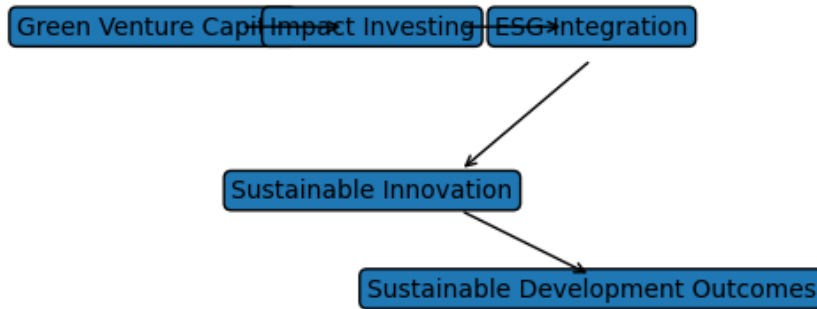 Green Venture Capi
Impact Investing
ESG Integration
Sustainable Innovation
Sustainable Development Outcomes